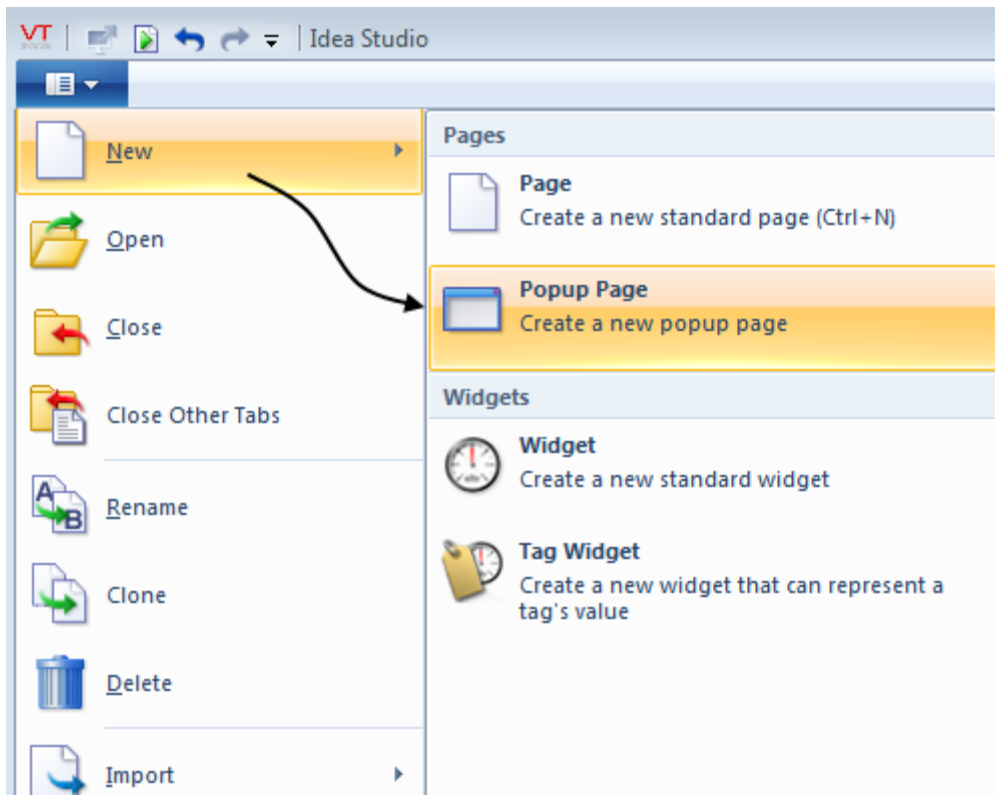 VT
Idea Studio
New
Open
Close
Close Other Tabs
Rename
Clone
Delete
Import
Pages
Page
Create a new standard page (Ctrl+N)
Popup Page
Create a new popup page
Widgets
Widget
Create a new standard widget
Tag Widget
Create a new widget that can represent a
tag's value